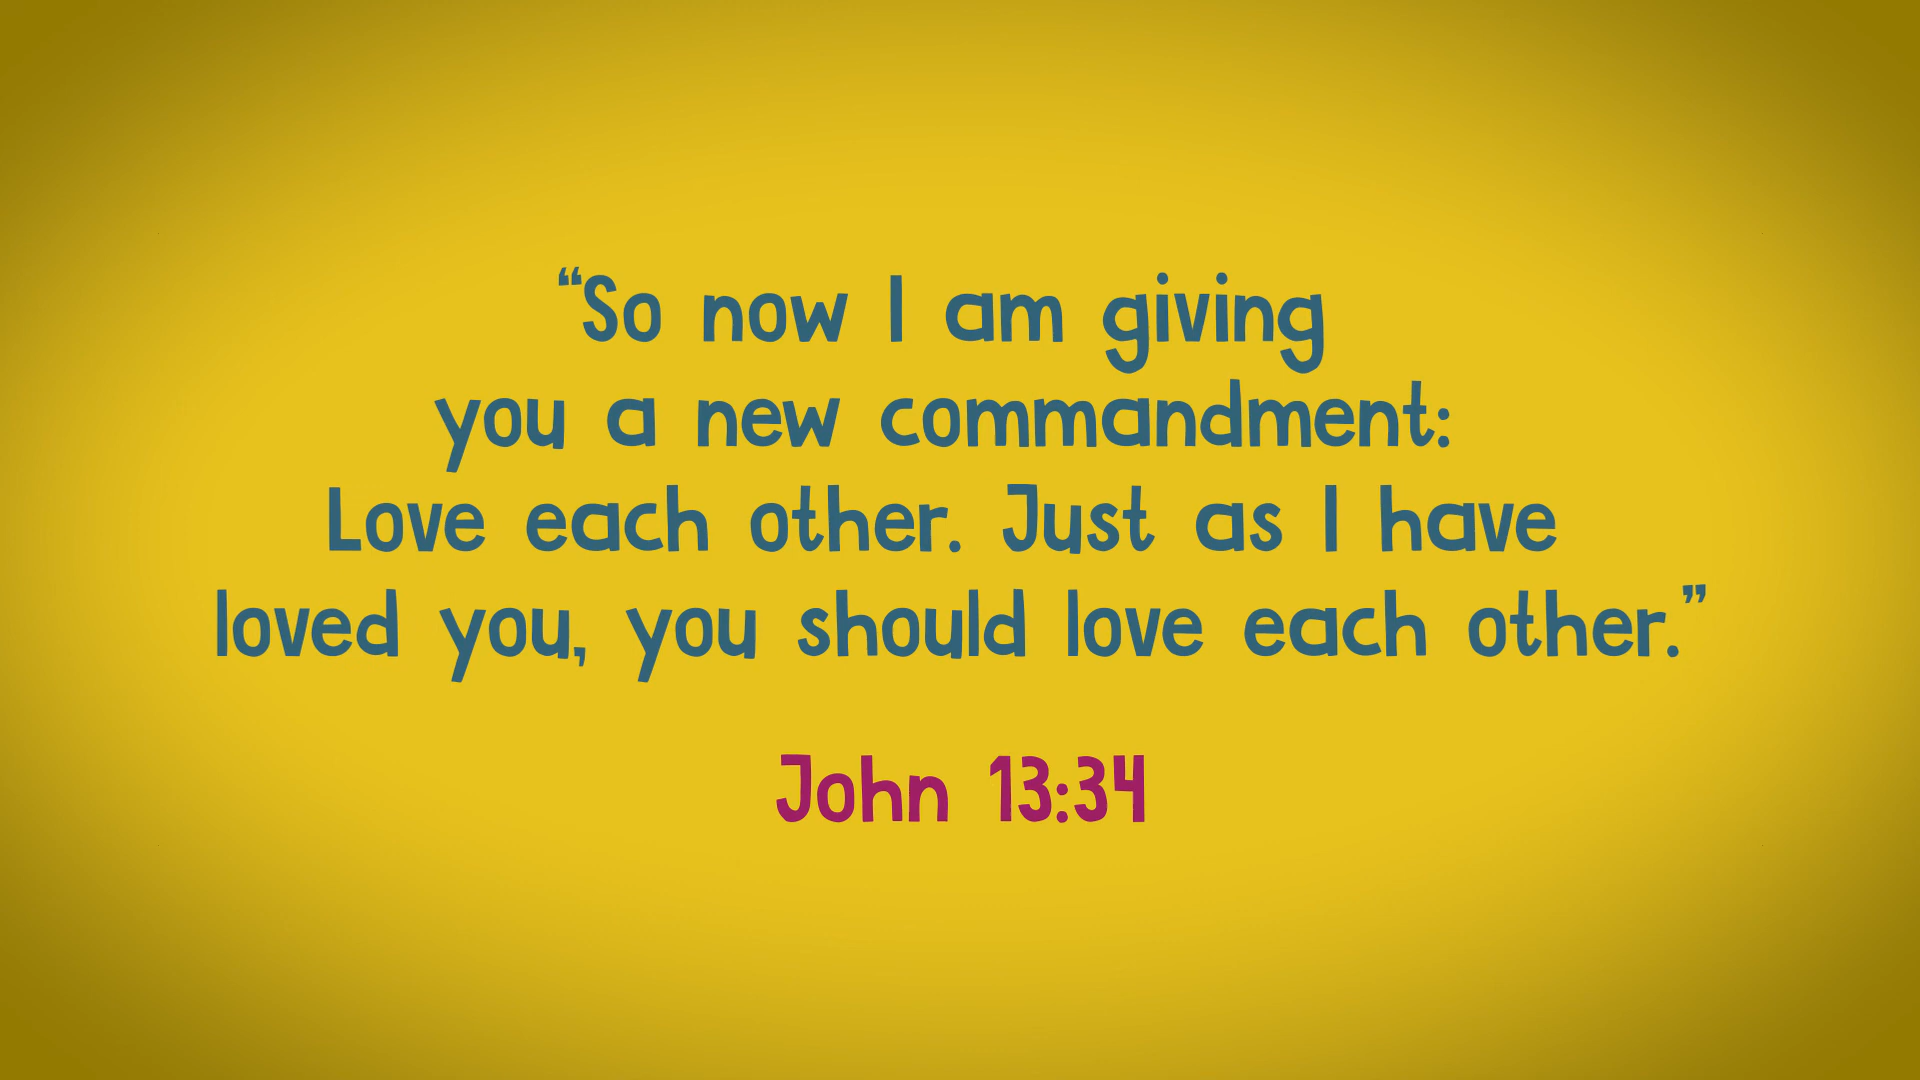 “So now I am giving
you a new commandment:
Love each other. Just as I have
loved you, you should love each other.”
John 13:34